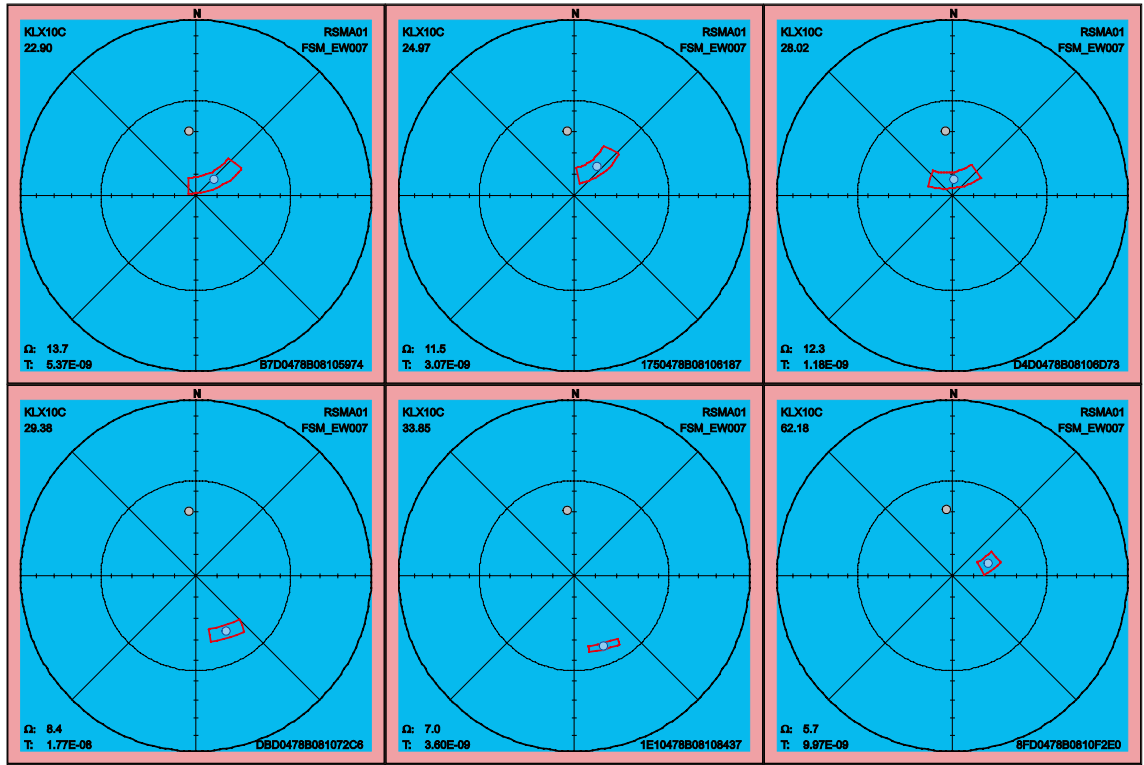 N
KLX10C RSMA01
22.90 FSM_EW007
Ω: 13.7
T: 5.37E-09 B7D0478B08105974
N
KLX10C RSMA01
24.97 FSM_EW007
Ω: 11.5
T: 3.07E-09 1750478B08106187
N
KLX10C RSMA01
28.02 FSM_EW007
Ω: 12.3
T: 1.18E-09 D4D0478B08106D73
N
KLX10C RSMA01
29.38 FSM_EW007
Ω: 8.4
T: 1.77E-08 DBD0478B081072C6
N
KLX10C RSMA01
33.85 FSM_EW007
Ω: 7.0
T: 3.60E-09 1E10478B08108437
N
KLX10C RSMA01
62.18 FSM_EW007
Ω: 5.7
T: 9.97E-09 8FD0478B0810F2E0